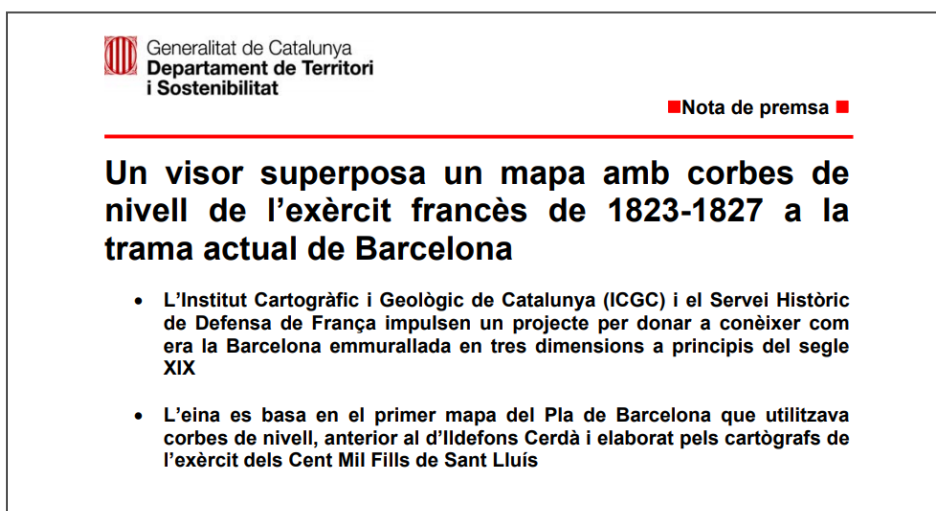 Generalitat de Catalunya
Departament de Territori
i Sostenibilitat
Nota de premsa
Un visor superposa un mapa amb corbes de
nivell de l'exèrcit francès de 1823-1827 a la
trama actual de Barcelona
• L'Institut Cartogràfic i Geològic de Catalunya (ICGC) i el Servei Històric
de Defensa de França impulsen un projecte per donar a conèixer com
era la Barcelona emmurallada en tres dimensions a principis del segle
XIX
• L'eina es basa en el primer mapa del Pla de Barcelona que utilitzava
corbes de nivell, anterior al d'Ildefons Cerdà i elaborat pels cartògrafs de
l'exèrcit dels Cent Mil Fills de Sant Lluís